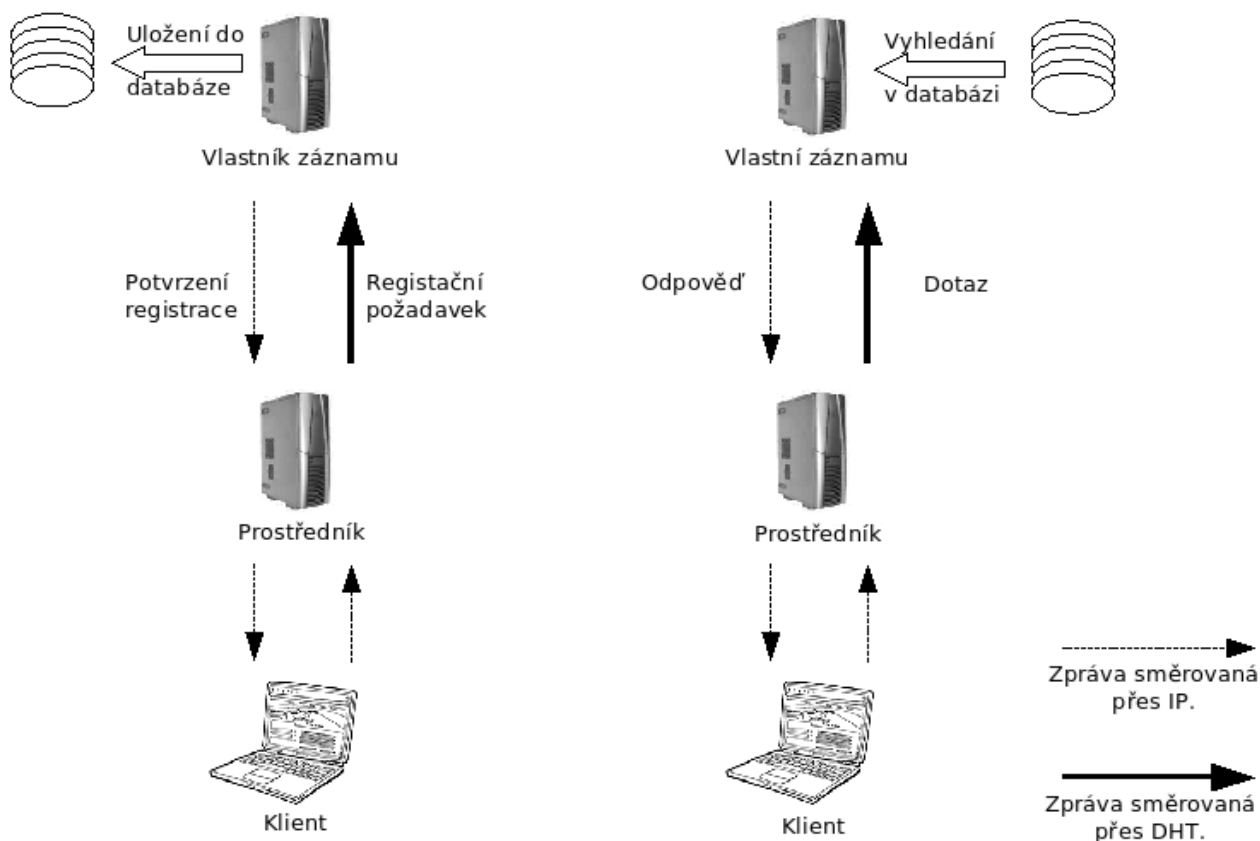 Uložení do
databáze
Vlastník záznamu
Potvrzení
registrace
Registační
požadavek
Prostředník
Klient
Vyhledání
v databázi
Vlastní záznamu
Odpověď
Dotaz
Prostředník
Klient
Zpráva směrovaná
přes IP.
Zpráva směrovaná
přes DHT.